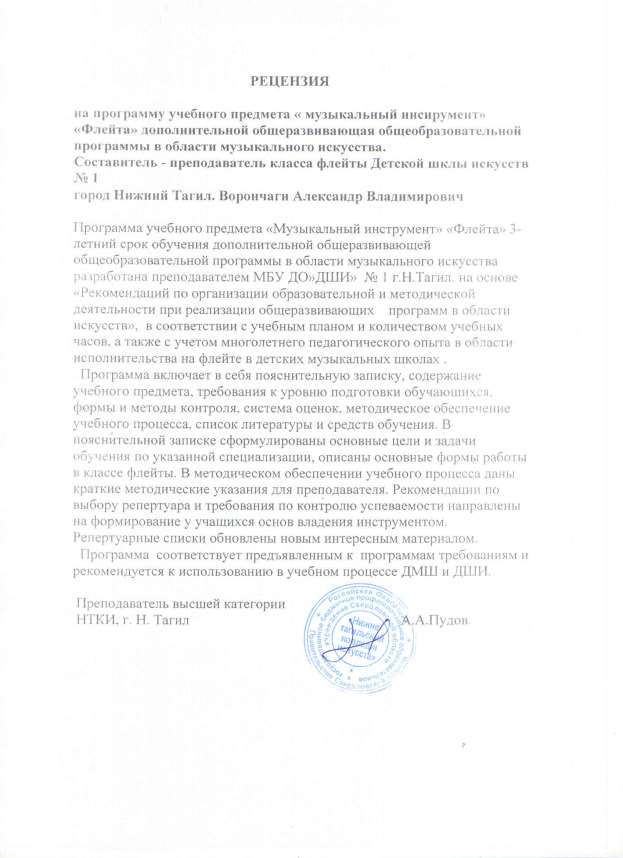 РЕЦЕНЗИЯ
на программу учебного предмета « музыкальный инсирумент»
«Флейта» дополнительной общеразвивающая общеобразовательной
программы в области музыкального искусства.
Составитель - преподаватель класса флейты Детской шклы искусств
№ 1
город Нижний Тагил. Ворончаги Александр Владимирович
Программа учебного предмета «Музыкальный инструмент» «Флейта» 3-
летний срок обучения дополнительной общеразвивающей
общеобразовательной программы в области музыкального искусства
разработана преподавателем МБУ ДО»ДШИ» № 1 г.Н.Тагил. на основе
«Рекомендаций по организации образовательной и методической
деятельности при реализации общеразвивающих программ в области
искусств», в соответствии с учебным планом и количеством учебных
часов, а также с учетом многолетнего педагогического опыта в области
исполнительства на флейте в детских музыкальных школах .
Программа включает в себя пояснительную записку, содержание
учебного предмета, требования к уровню подготовки обучающихся,
формы и методы контроля, система оценок, методическое обеспечение
учебного процесса, список литературы и средств обучения. В
пояснительной записке сформулированы основные цели и задачи
обучения по указанной специализации, описаны основные формы работы
в классе флейты. В методическом обеспечении учебного процесса даны
краткие методические указания для преподавателя. Рекомендации по
выбору репертуара и требования по контролю успеваемости направлены
на формирование у учащихся основ владения инструментом.
Репертуарные списки обновлены новым интересным материалом.
Программа соответствует предъявленным к программам требованиям и
рекомендуется к использованию в учебном процессе ДМШ и ДШИ.
Преподаватель высшей категории
НТКИ, г. Н. Тагил А.А.Пудов
Нижне
тагильский
колледж
искусств»